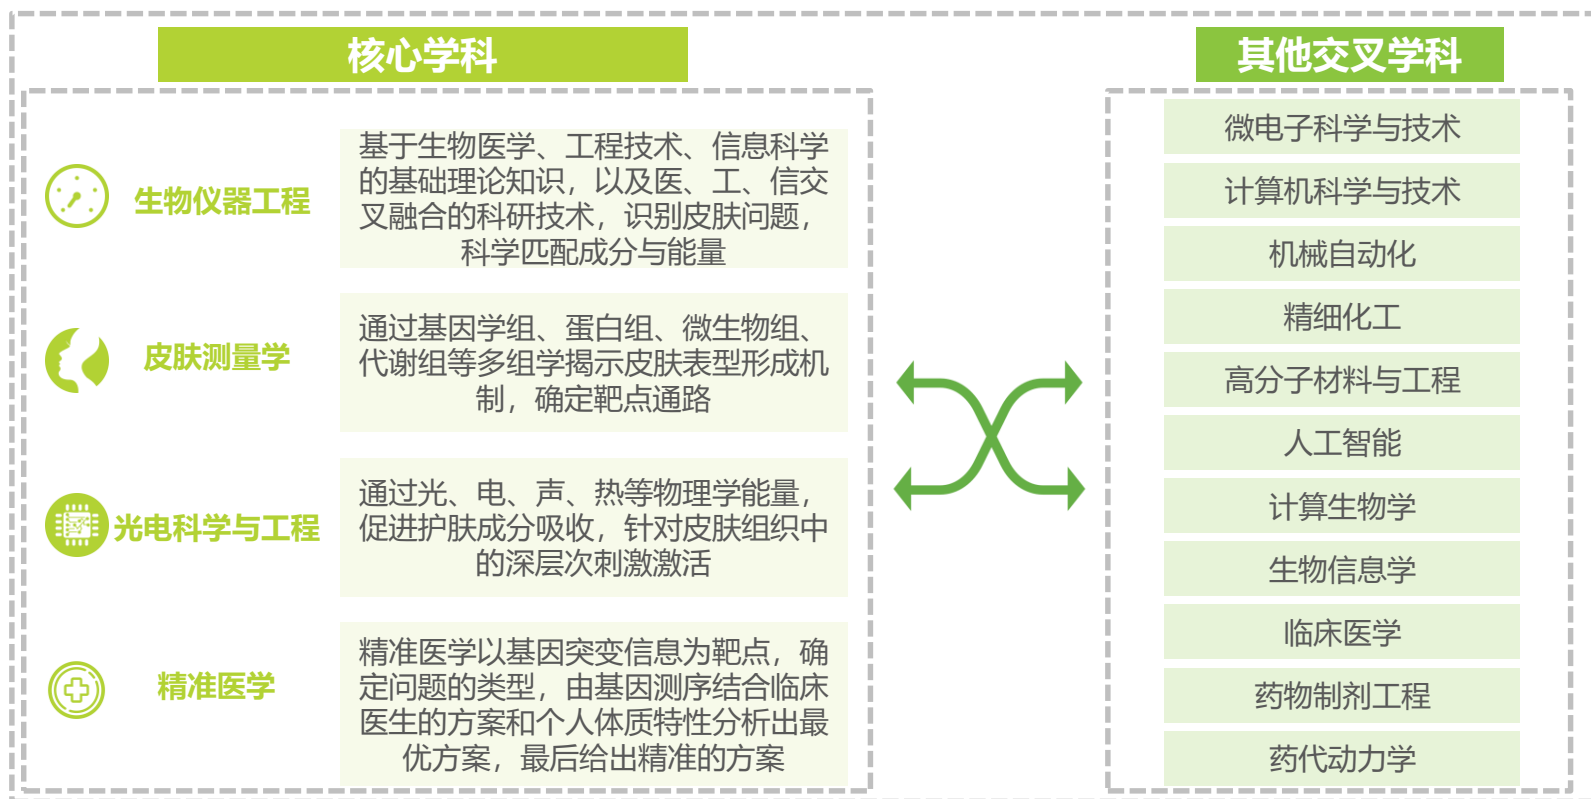 核心学科
生物仪器工程
基于生物医学、工程技术、信息科学
的基础理论知识，以及医、工、信交
叉融合的科研技术，识别皮肤问题，
科学匹配成分与能量
皮肤测量学
通过基因学组、蛋白组、微生物组、
代谢组等多组学揭示皮肤表型形成机
制，确定靶点通路
光电科学与工程
通过光、电、声、热等物理学能量，
促进护肤成分吸收，针对皮肤组织中
的深层次刺激激活
精准医学
精准医学以基因突变信息为靶点，确
定问题的类型，由基因测序结合临床
医生的方案和个人体质特性分析出最
优方案，最后给出精准的方案
其他交叉学科
微电子科学与技术
计算机科学与技术
机械自动化
精细化工
高分子材料与工程
人工智能
计算生物学
生物信息学
临床医学
药物制剂工程
药代动力学